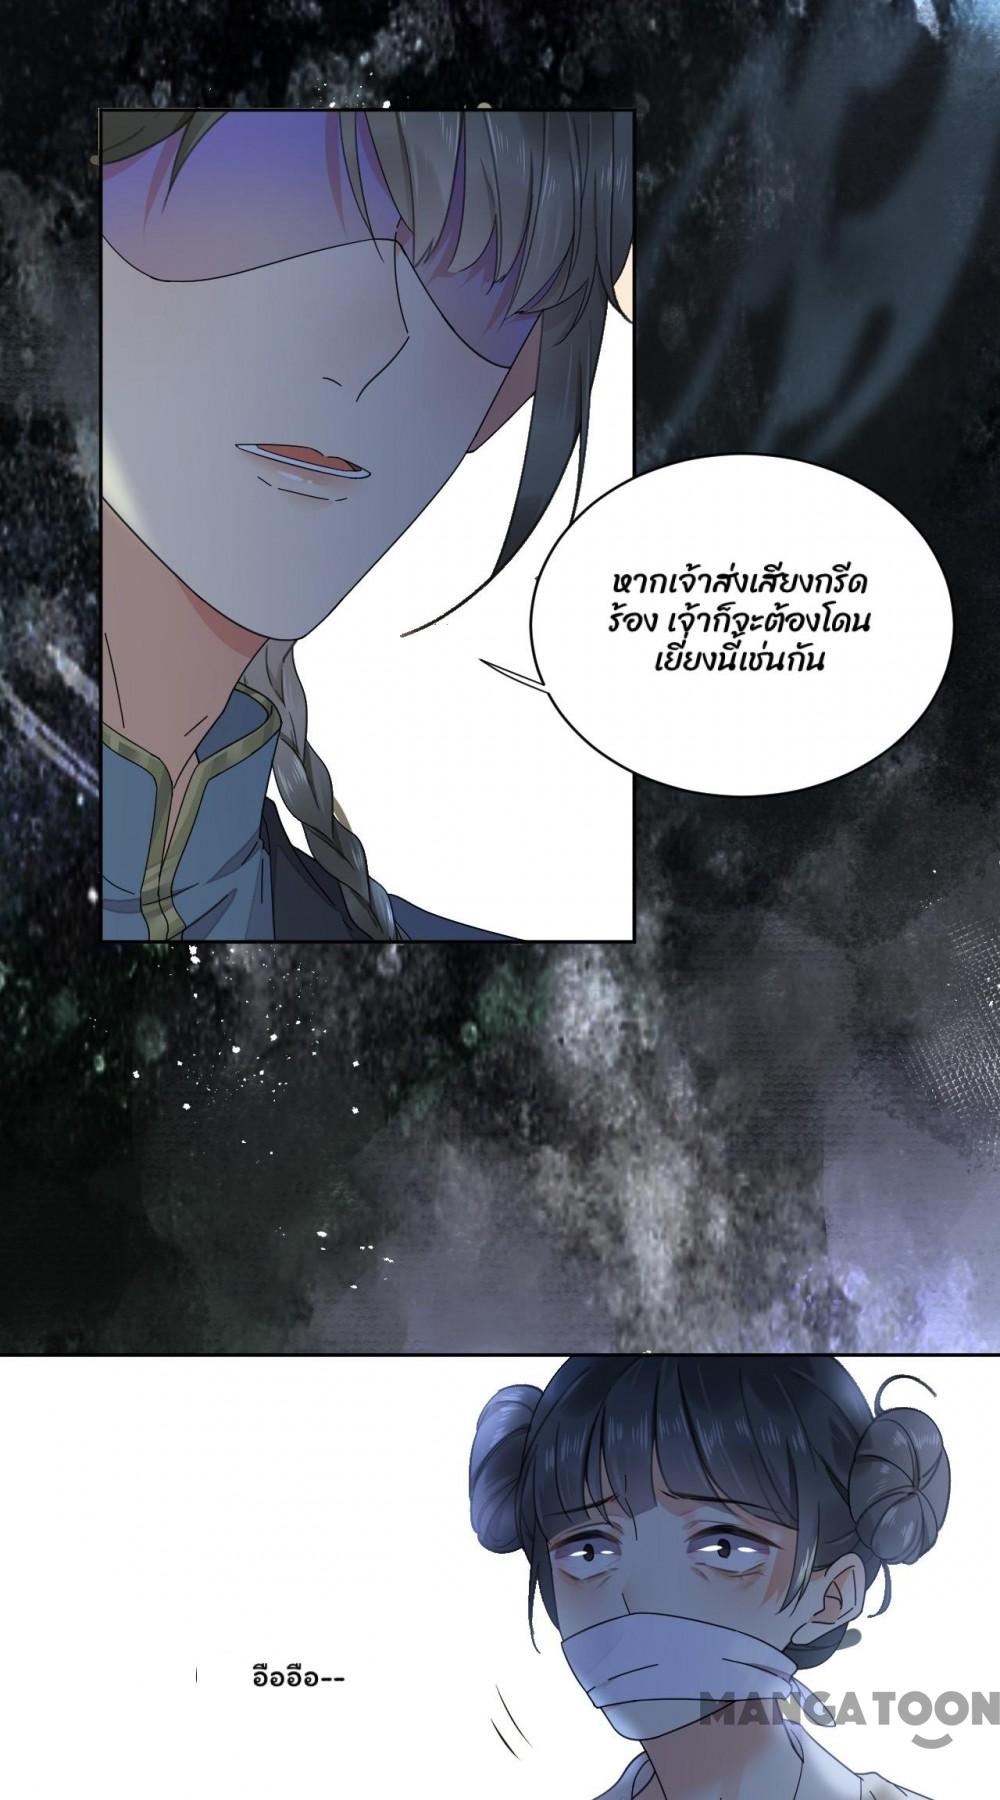 หากเจ้าส่งเสียงกรีด
ร้อง เจ้าก็จะต้องโดน
เยี่ยงนี้เช่นกัน
อืออือ--
MANGATOON